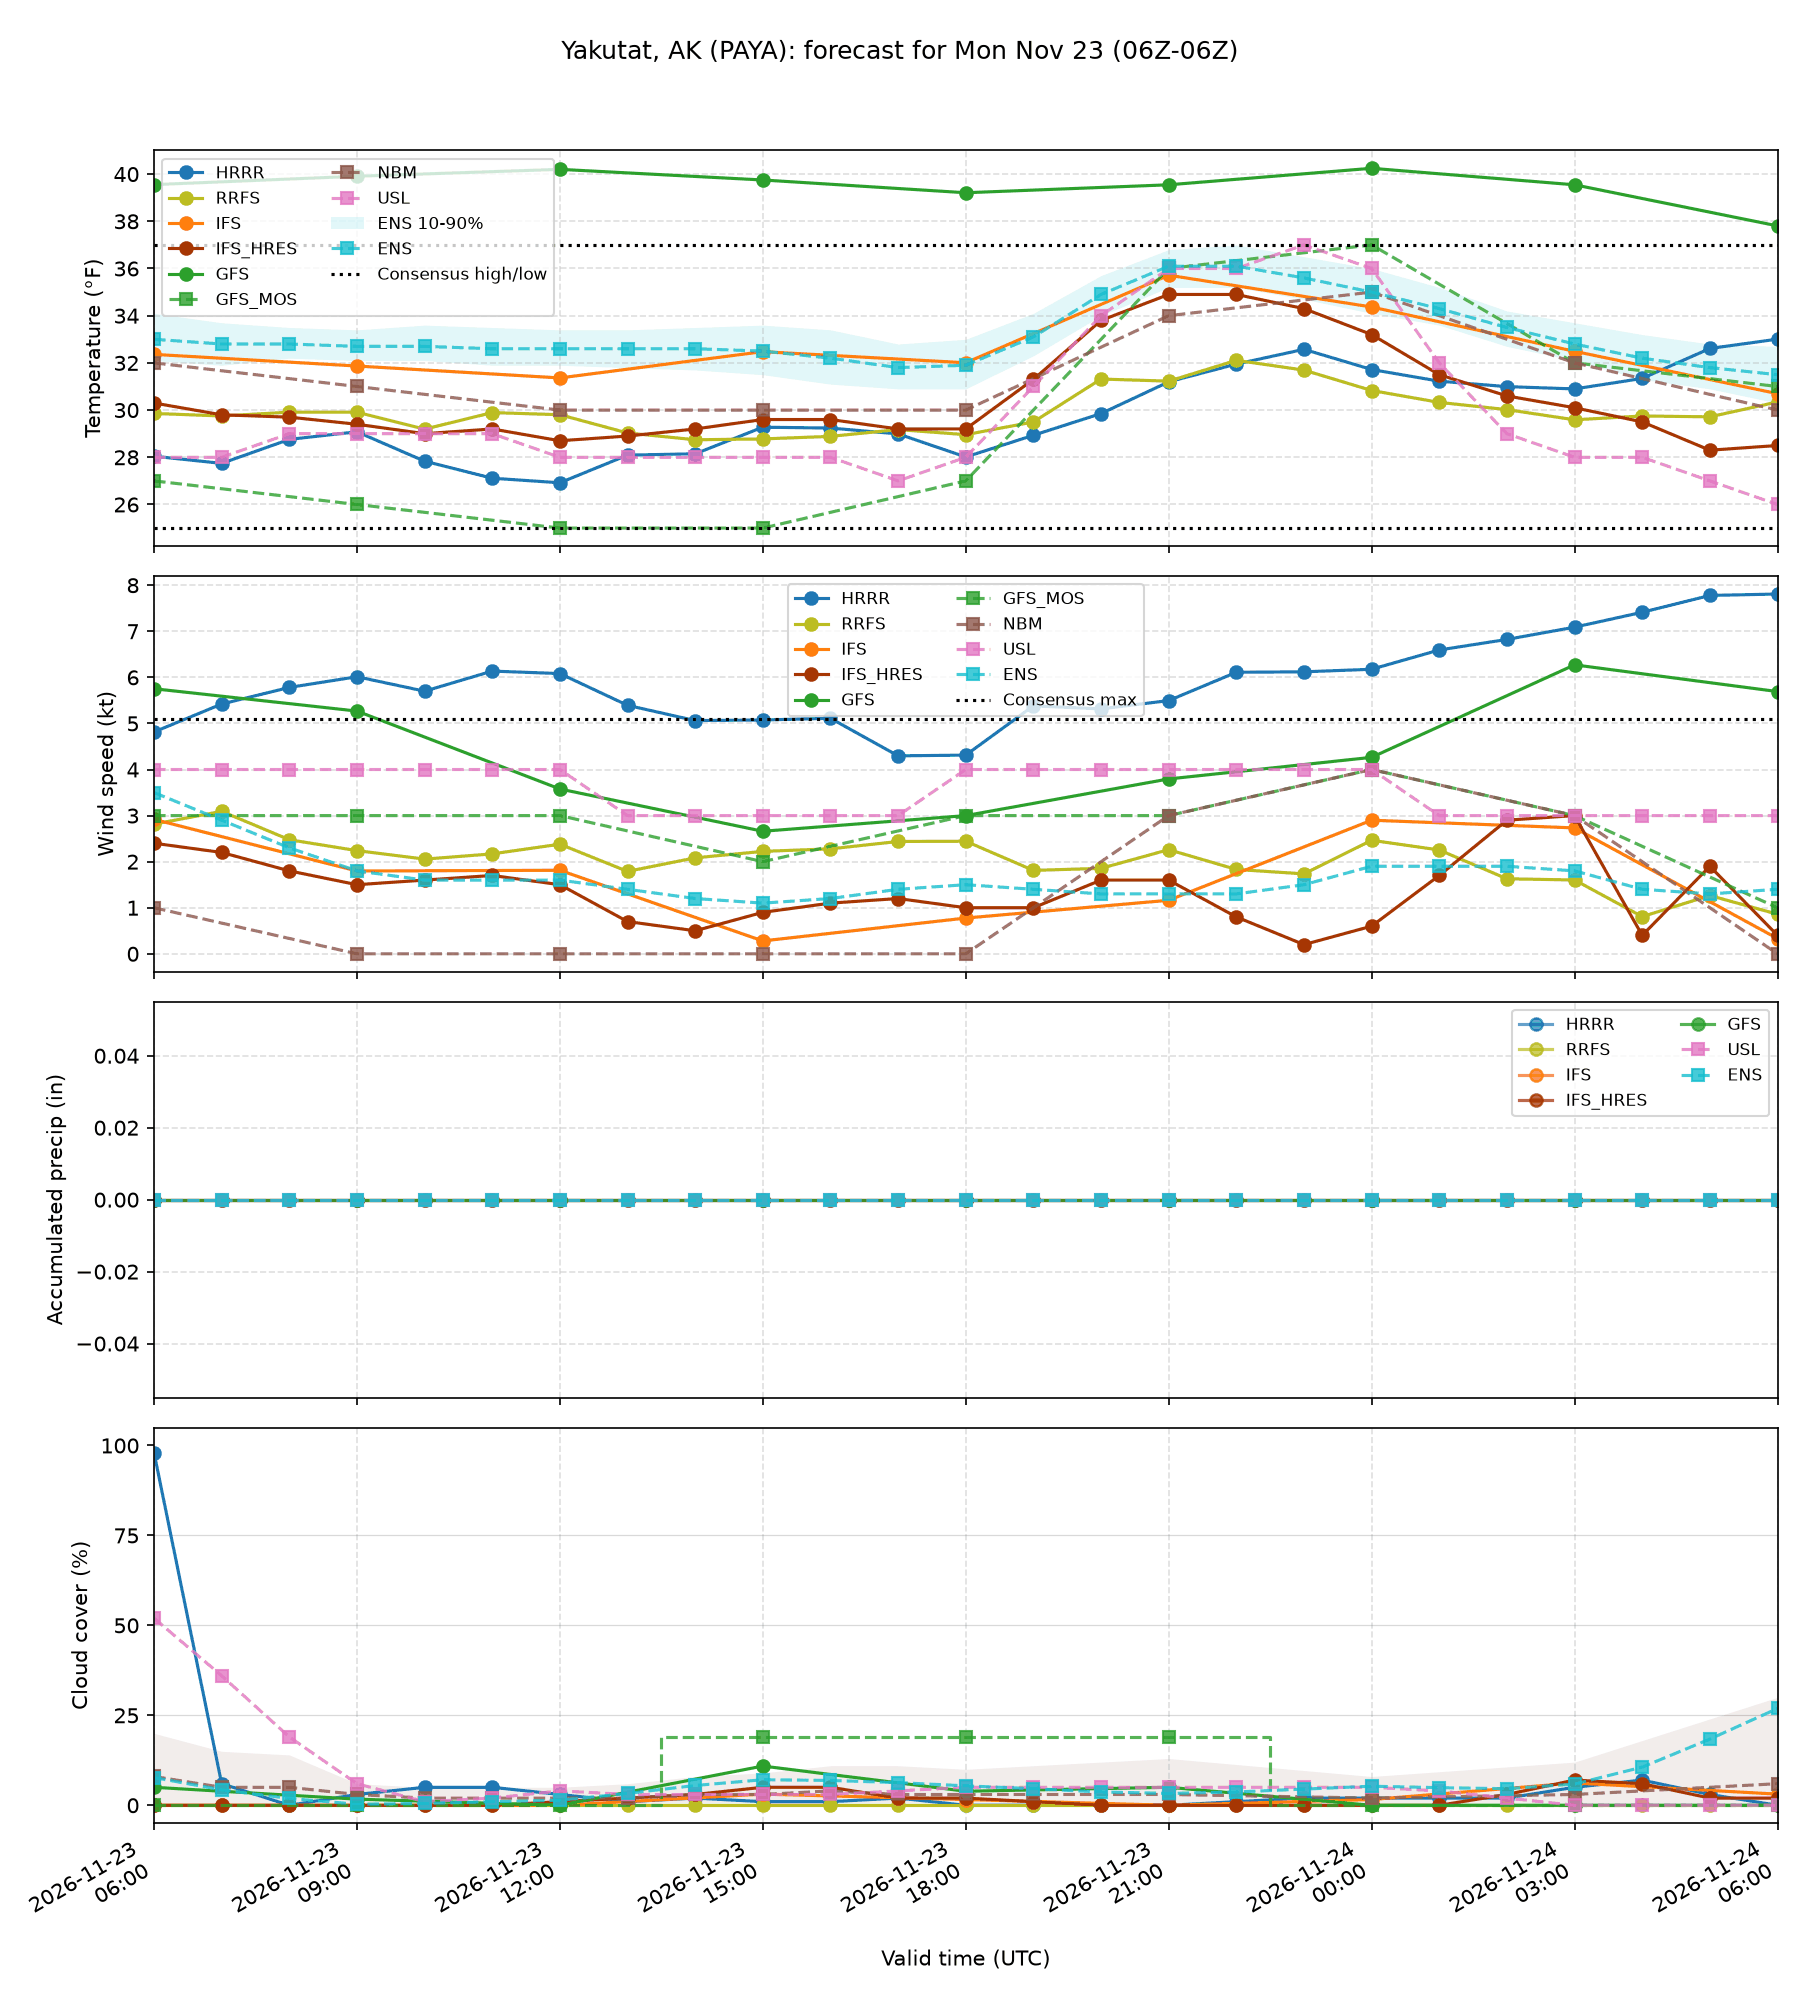 Yakutat, AK (PAYA): forecast for Mon Nov 23 (06Z-06Z)
Temperature (°F)
40
38
36
34
32
30
28
26
HRRR
RRFS
IFS
IFS_HRES
GFS
GFS_MOS
NBM
USL
ENS 10-90%
ENS
Consensus high/low
Wind speed (kt)
8
7
6
5
4
3
2
1
0
HRRR
RRFS
IFS
IFS_HRES
GFS
GFS_MOS
NBM
USL
ENS
Consensus max
Accumulated precip (in)
0.04
0.02
0.00
−0.02
−0.04
HRRR
RRFS
IFS
IFS_HRES
GFS
USL
ENS
Cloud cover (%)
100
75
50
25
0
2026-11-23
06:00
2026-11-23
09:00
2026-11-23
12:00
2026-11-23
15:00
2026-11-23
18:00
2026-11-23
21:00
2026-11-24
00:00
2026-11-24
03:00
2026-11-24
06:00
Valid time (UTC)